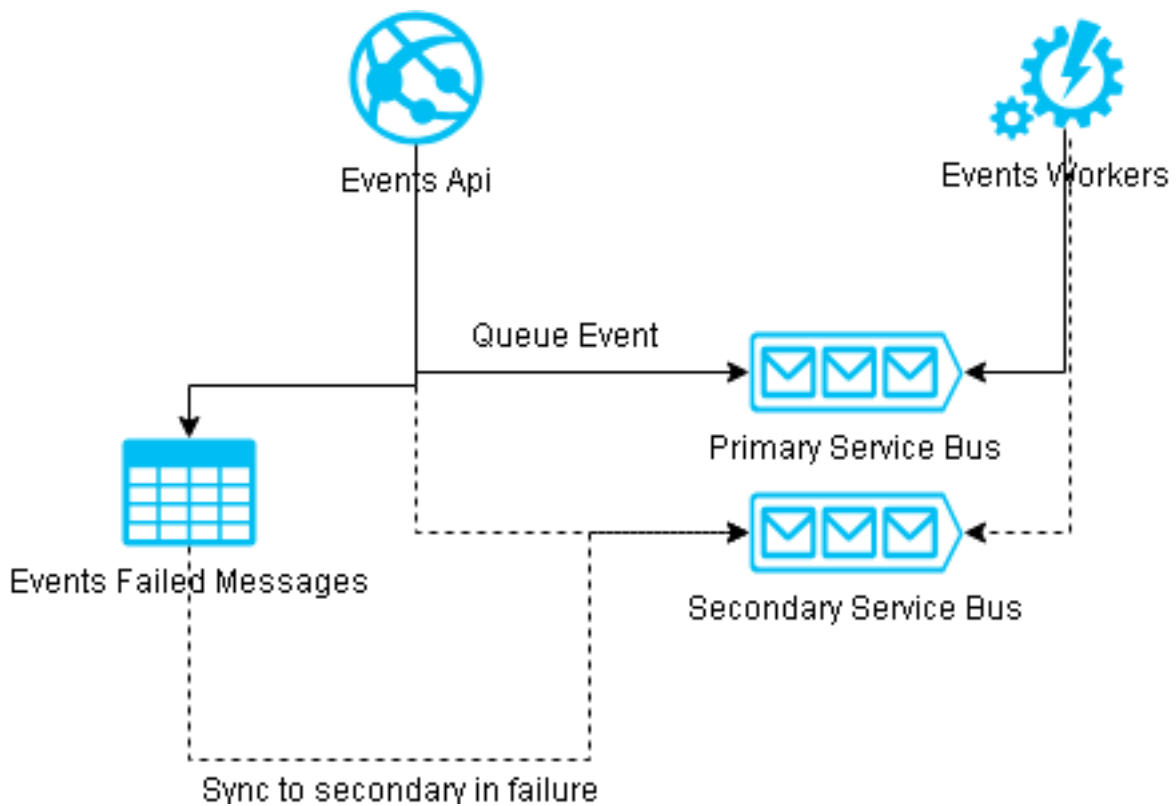 Events Api
Events Workers
Queue Event
Primary Service Bus
Events Failed Messages
Secondary Service Bus
Sync to secondary in failure